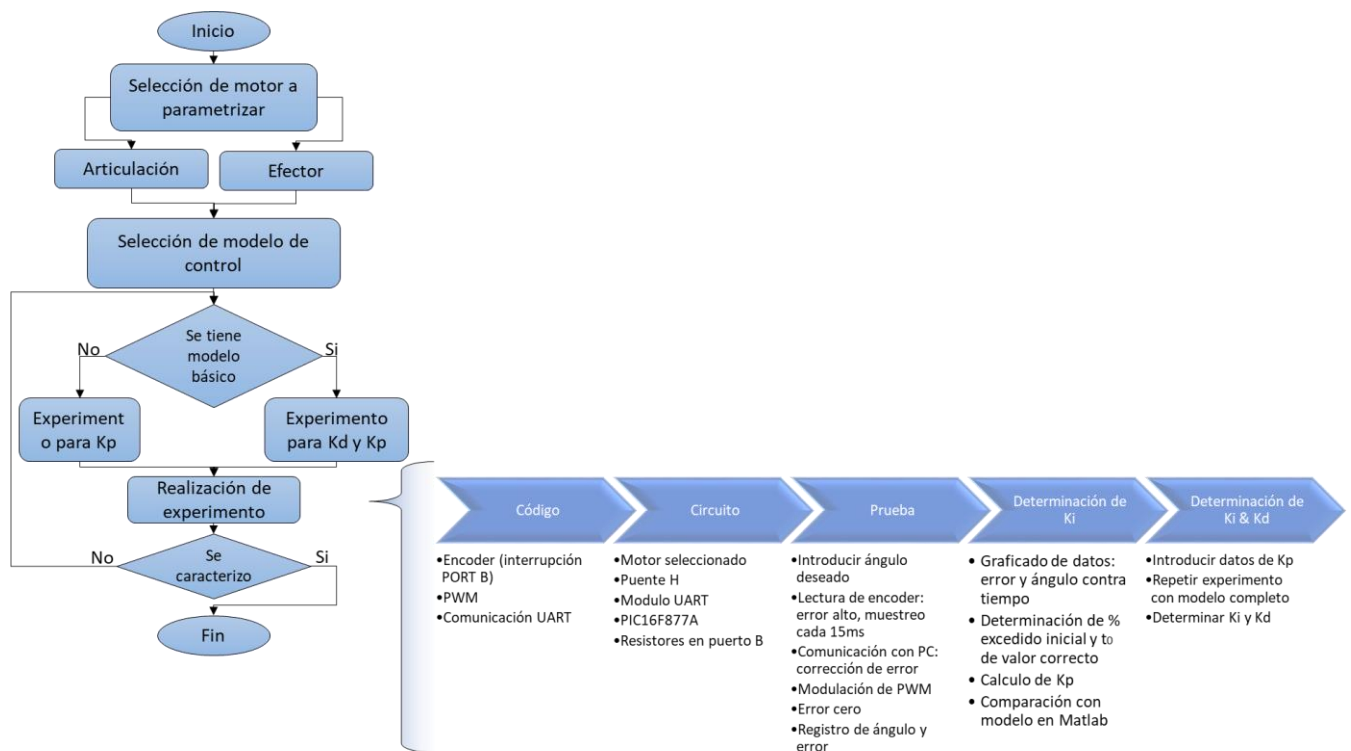 Inicio
Selección de motor a
parametrizar
Articulación
Efector
Selección de modelo de
control
Se tiene
modelo
básico
No
Si
Experiment
o para Kp
Experimento
para Kd y Kp
Realización de
experimento
Se
caracterizo
No
Si
Fin
Código
•Encoder (interrupción
PORT B)
•PWM
•Comunicación UART
Circuito
•Motor seleccionado
•Puente H
•Modulo UART
•PIC16F877A
•Resistores en puerto B
Prueba
•Introducir ángulo
deseado
•Lectura de encoder:
error alto, muestreo
cada 15ms
•Comunicación con PC:
corrección de error
•Modulación de PWM
•Error cero
•Registro de ángulo y
error
Determinación de
Ki
• Graficado de datos:
error y ángulo contra
tiempo
• Determinación de %
excedido inicial y t₀
de valor correcto
• Calculo de Kp
• Comparación con
modelo en Matlab
Determinación de
Ki & Kd
•Introducir datos de Kp
•Repetir experimento
con modelo completo
•Determinar Ki y Kd